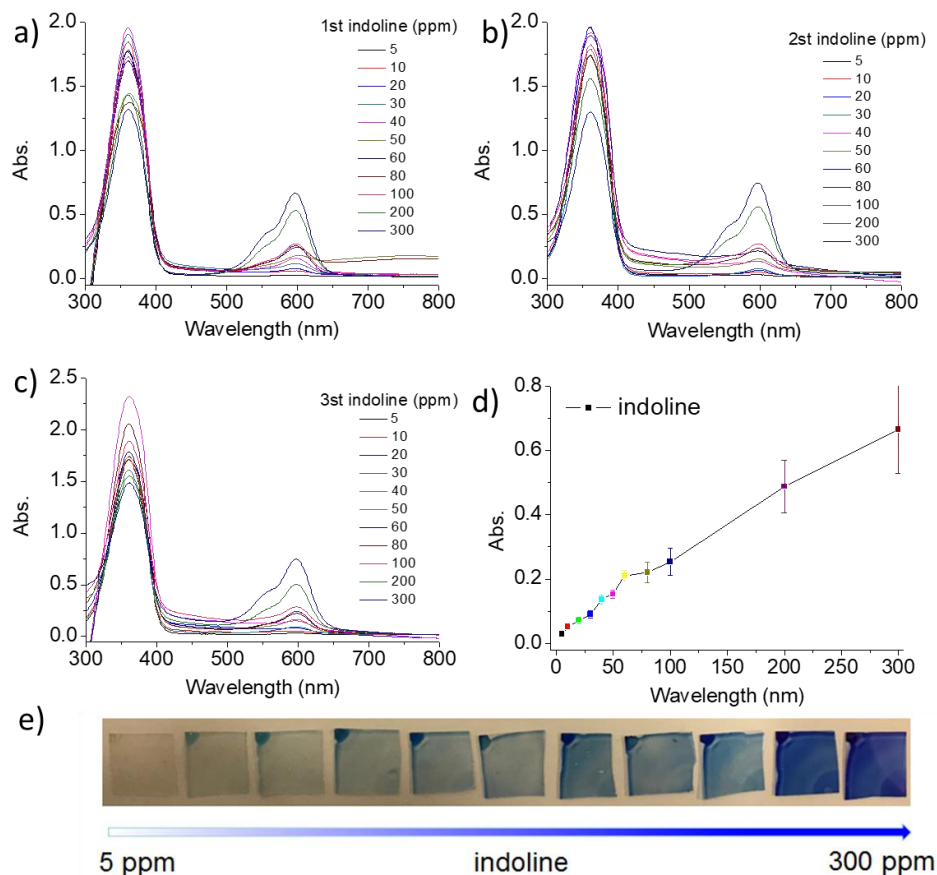 a)
1st indoline (ppm)
5
10
20
30
40
50
60
80
100
200
300
2.0
1.5
1.0
0.5
0.0
Abs.
300 400 500 600 700 800
Wavelength (nm)
b)
2st indoline (ppm)
5
10
20
30
40
50
60
80
100
200
300
2.0
1.5
1.0
0.5
0.0
Abs.
300 400 500 600 700 800
Wavelength (nm)
c)
3st indoline (ppm)
5
10
20
30
40
50
60
80
100
200
300
2.5
2.0
1.5
1.0
0.5
0.0
Abs.
300 400 500 600 700 800
Wavelength (nm)
d)
indoline
0.8
0.6
0.4
0.2
0.0
Abs.
0 50 100 150 200 250 300
Wavelength (nm)
e)
5 ppm indoline 300 ppm